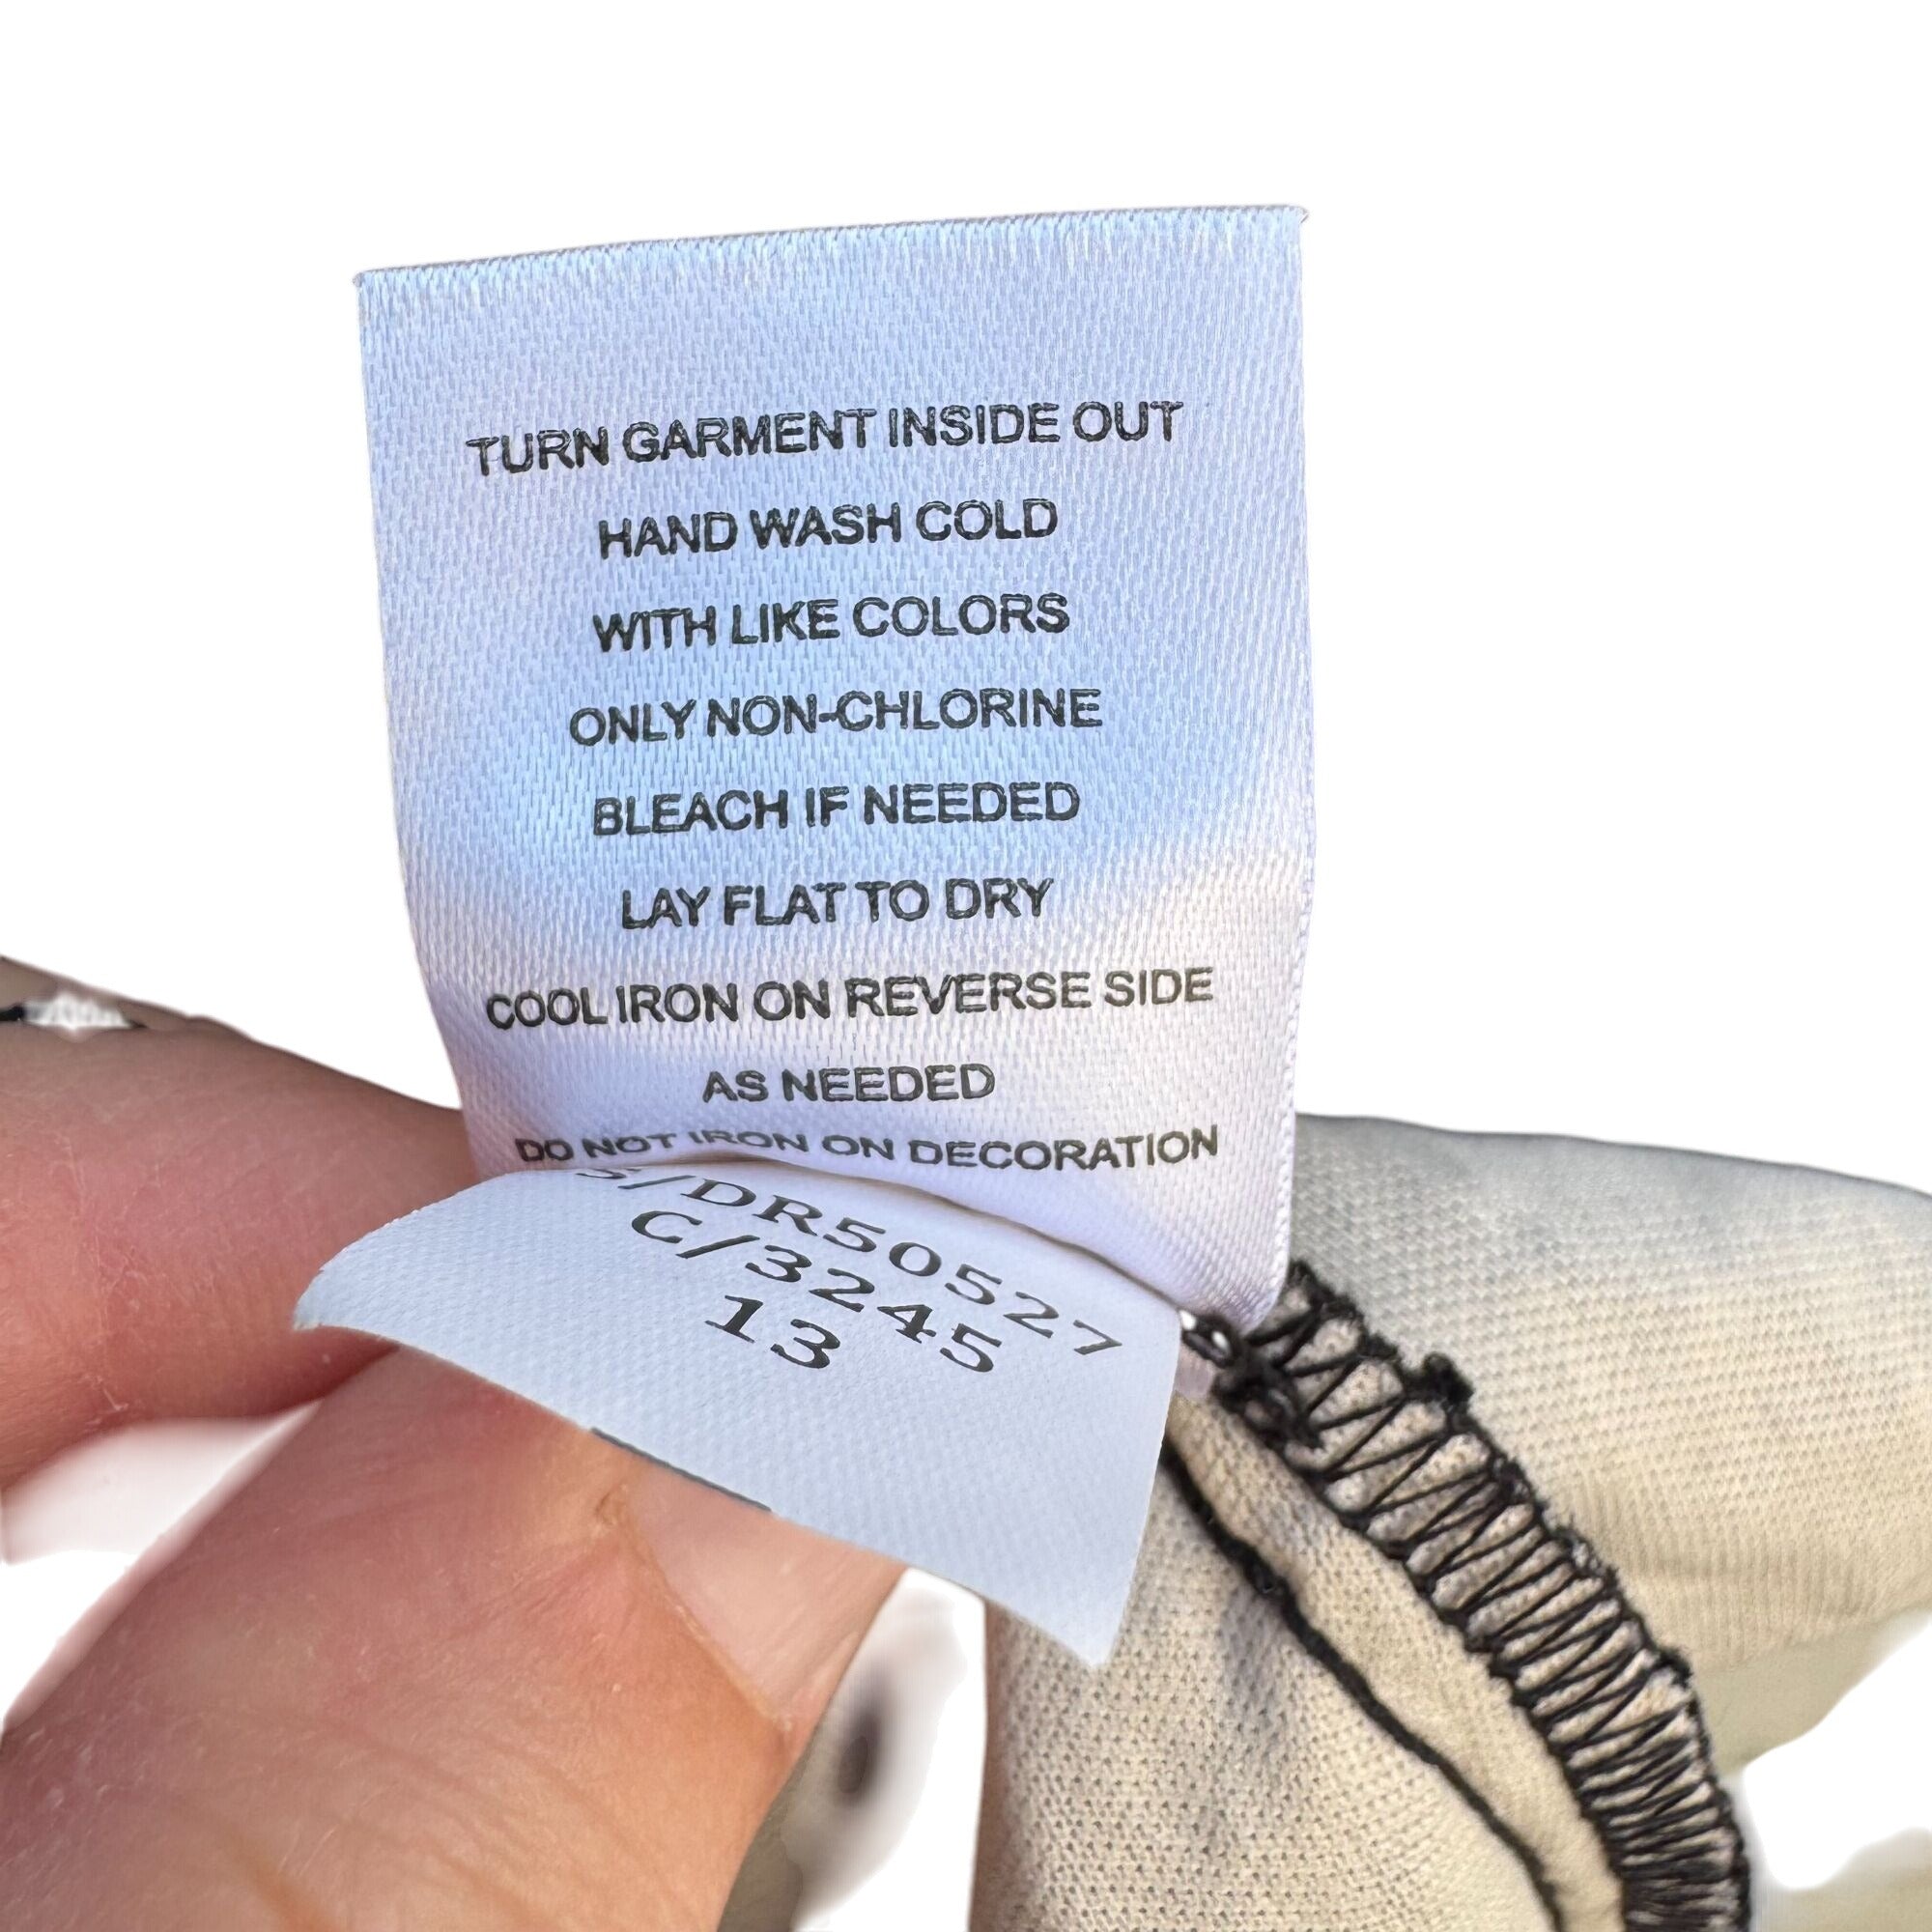 TURN GARMENT INSIDE OUT
HAND WASH COLD
WITH LIKE COLORS
ONLY NON-CHLORINE
BLEACH IF NEEDED
LAY FLAT TO DRY
COOL IRON ON REVERSE SIDE
AS NEEDED
DO NOT IRON ON DECORATION
S/DR50527
C/3245
13